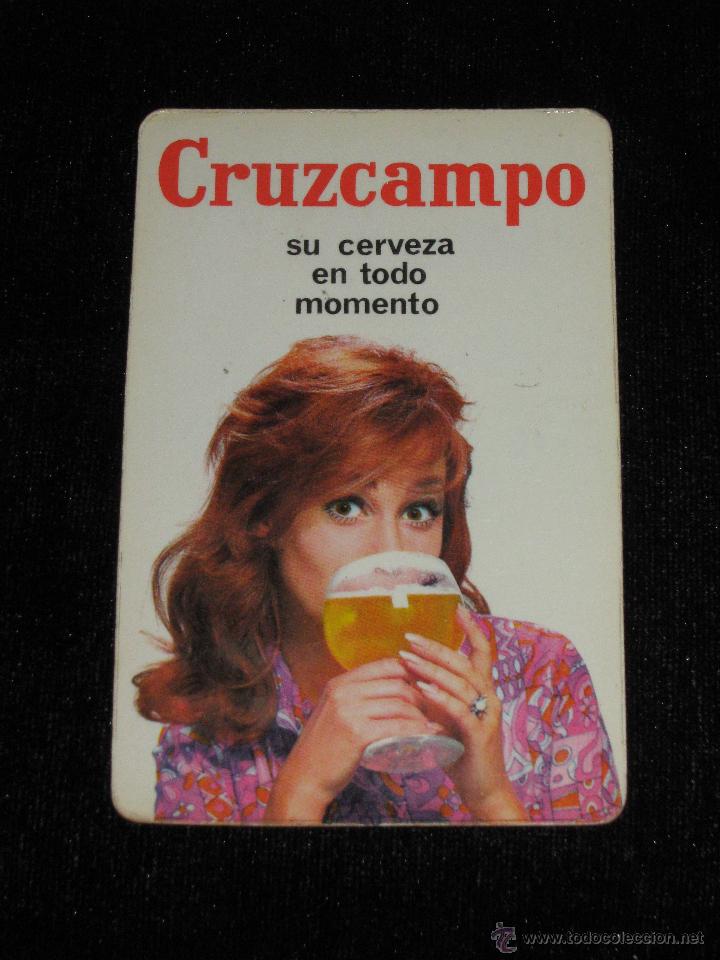 Cruzcampo
su cerveza
en todo
momento
© www.todocoleccion.net